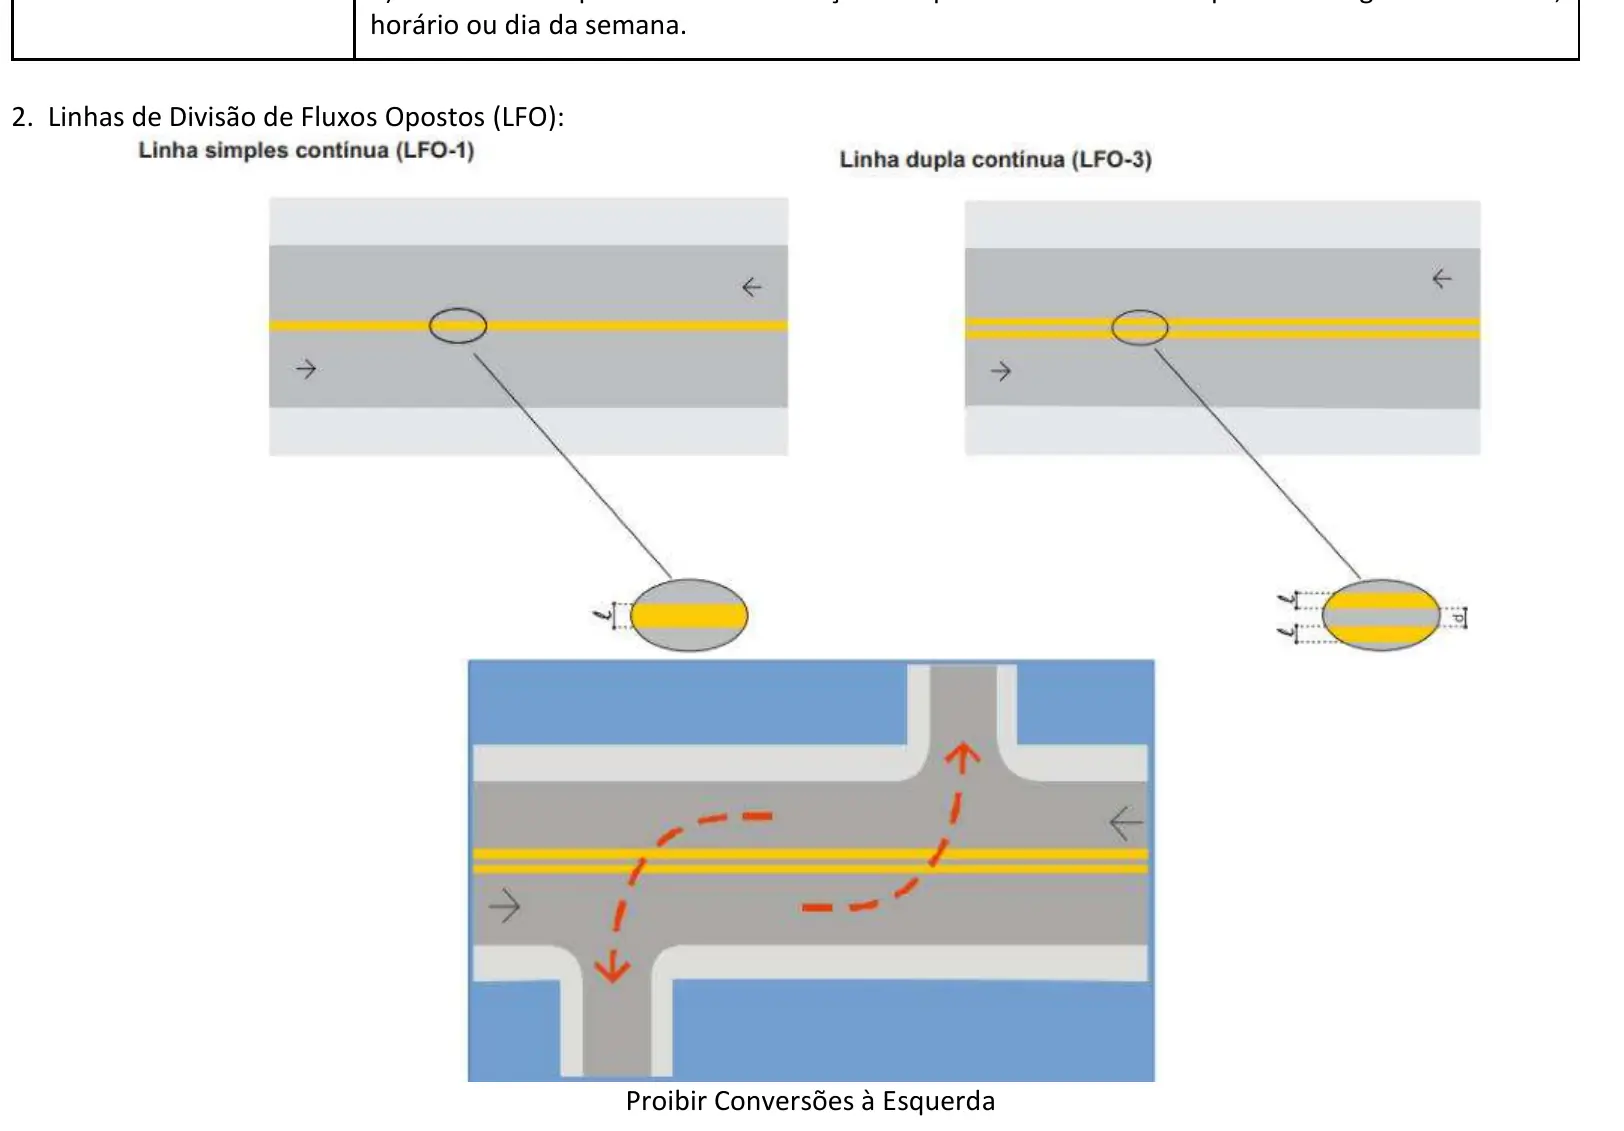 horário ou dia da semana.
2. Linhas de Divisão de Fluxos Opostos (LFO):
Linha simples contínua (LFO-1)
Linha dupla contínua (LFO-3)
ℓ
ℓ
d
ℓ
Proibir Conversões à Esquerda